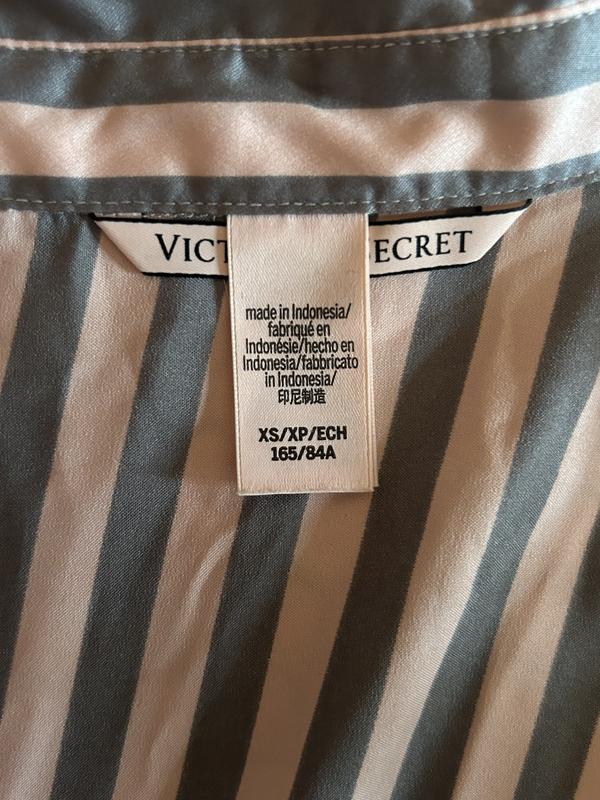 VICT ECRET
made in Indonesia/
fabriqué en
Indonésie/hecho en
Indonesia/fabbricato
in Indonesia/
印尼制造
XS/XP/ECH
165/84A